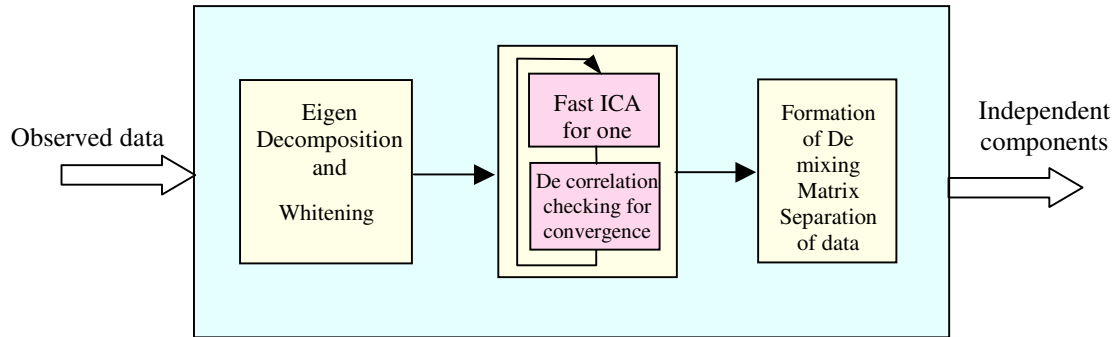 Observed data
Eigen
Decomposition
and
Whitening
Fast ICA
for one
De correlation
checking for
convergence
Formation
of De
mixing
Matrix
Separation
of data
Independent
components